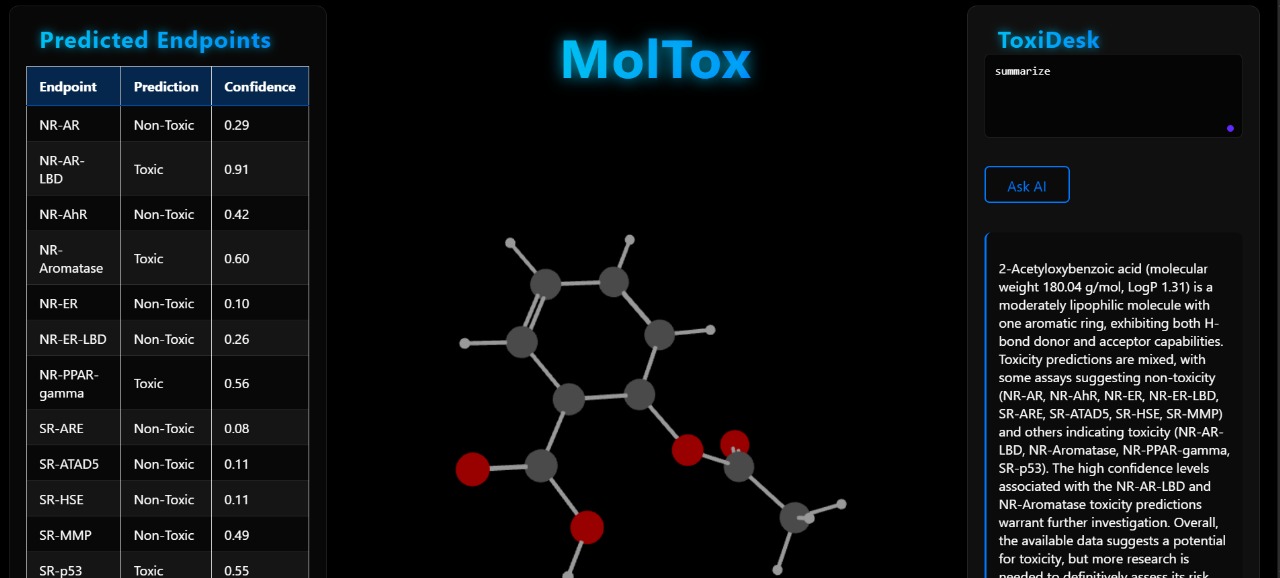 Predicted Endpoints
Endpoint Prediction Confidence
NR-AR Non-Toxic 0.29
NR-AR-
LBD Toxic 0.91
NR-AhR Non-Toxic 0.42
NR-
Aromatase Toxic 0.60
NR-ER Non-Toxic 0.10
NR-ER-LBD Non-Toxic 0.26
NR-PPAR-
gamma Toxic 0.56
SR-ARE Non-Toxic 0.08
SR-ATAD5 Non-Toxic 0.11
SR-HSE Non-Toxic 0.11
SR-MMP Non-Toxic 0.49
SR-p53 Toxic 0.55
MolTox
ToxiDesk
summarize
Ask AI
2-Acetyloxybenzoic acid (molecular
weight 180.04 g/mol, LogP 1.31) is a
moderately lipophilic molecule with
one aromatic ring, exhibiting both H-
bond donor and acceptor capabilities.
Toxicity predictions are mixed, with
some assays suggesting non-toxicity
(NR-AR, NR-AhR, NR-ER, NR-ER-LBD,
SR-ARE, SR-ATAD5, SR-HSE, SR-MMP)
and others indicating toxicity (NR-AR-
LBD, NR-Aromatase, NR-PPAR-gamma,
SR-p53). The high confidence levels
associated with the NR-AR-LBD and
NR-Aromatase toxicity predictions
warrant further investigation. Overall,
the available data suggests a potential
for toxicity, but more research is
needed to definitively assess its risk